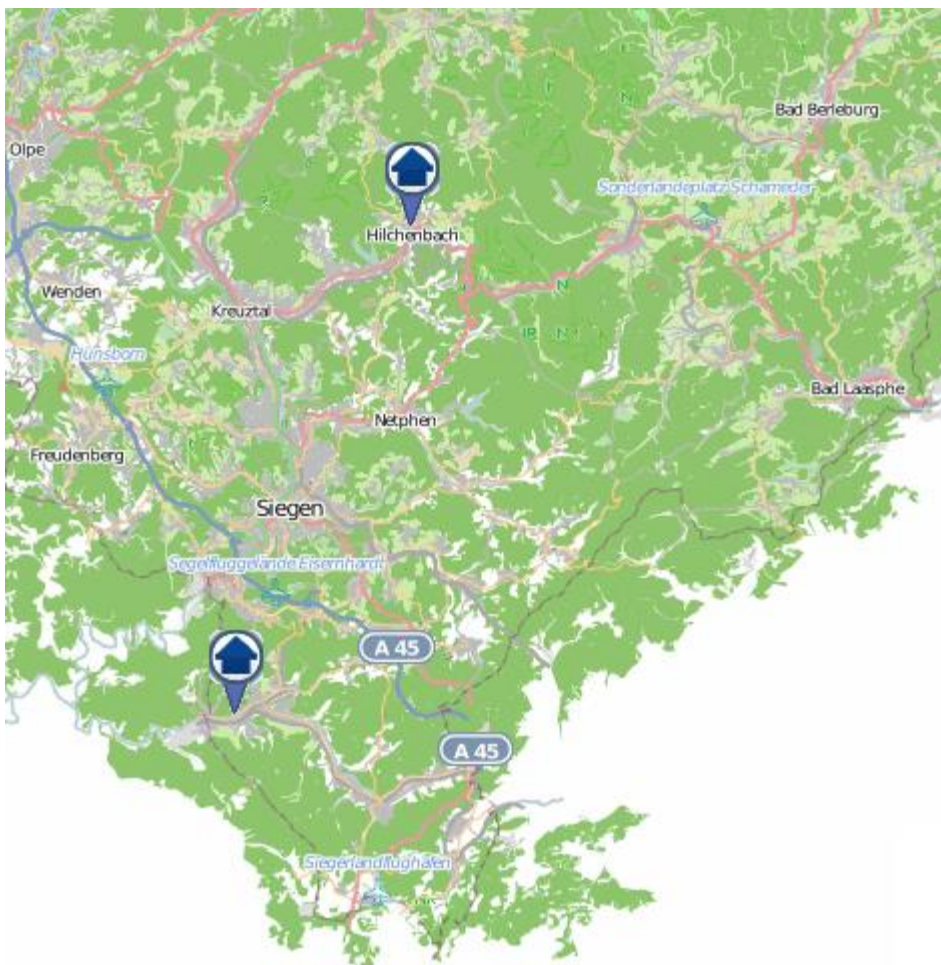 Bad Berleburg
Olpe
Sonderlandeplatz Schameder
Hilchenbach
Wenden
Kreuztal
Hünsborn
Bad Laasphe
Netphen
Freudenberg
Siegen
Segelfluggelände Eisernhardt
A 45
A 45
Siegerlandflughafen